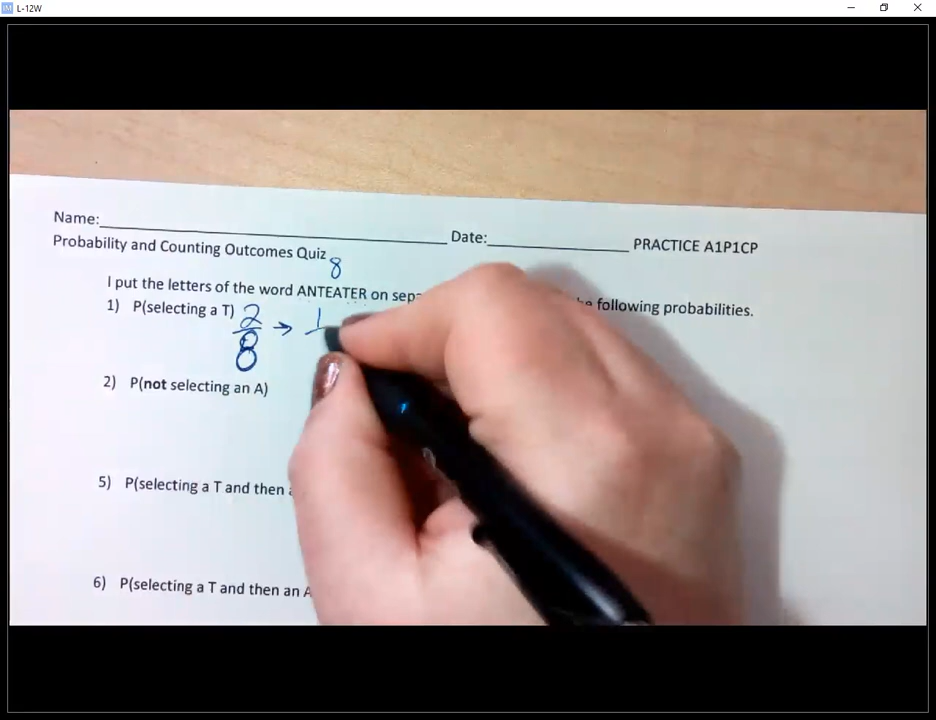 L-12W
Name: Date: PRACTICE A1P1CP
Probability and Counting Outcomes Quiz
8
I put the letters of the word ANTEATER on following probabilities.
1) P(selecting a T) 2/8 → 1
2) P(not selecting an A)
5) P(selecting a T and then
6) P(selecting a T and then an